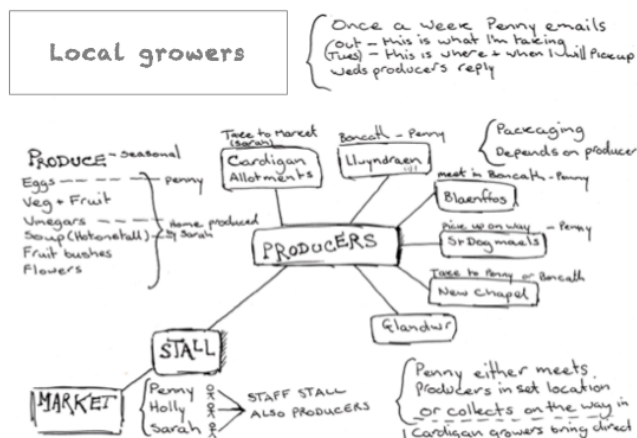 Local growers
Once a week Penny emails
(out - this is what I'm taking
(Tues) - this is where + when I will Pickup
weds producers reply
Packaging
Depends on producer
PRODUCE - seasonal
Eggs - penny
Veg + Fruit
Vinegars - Home produced
Soup (Hot on stall) - by Sarah
Fruit bushes
Flowers
Take to Market
(Sarah)
Cardigan
Allotments
Boncath - Penny
Llwyndraen
meet in Boncath - Penny
Blaenffos
Pick up on way - Penny
St Dogmaels
Take to Penny or Boncath
New Chapel
Glandwr
PRODUCERS
STALL
MARKET
Penny
Holly
Sarah
STAFF STALL
ALSO PRODUCERS
Penny either meets
Producers in set location
or collects on the way in
Cardigan growers bring direct